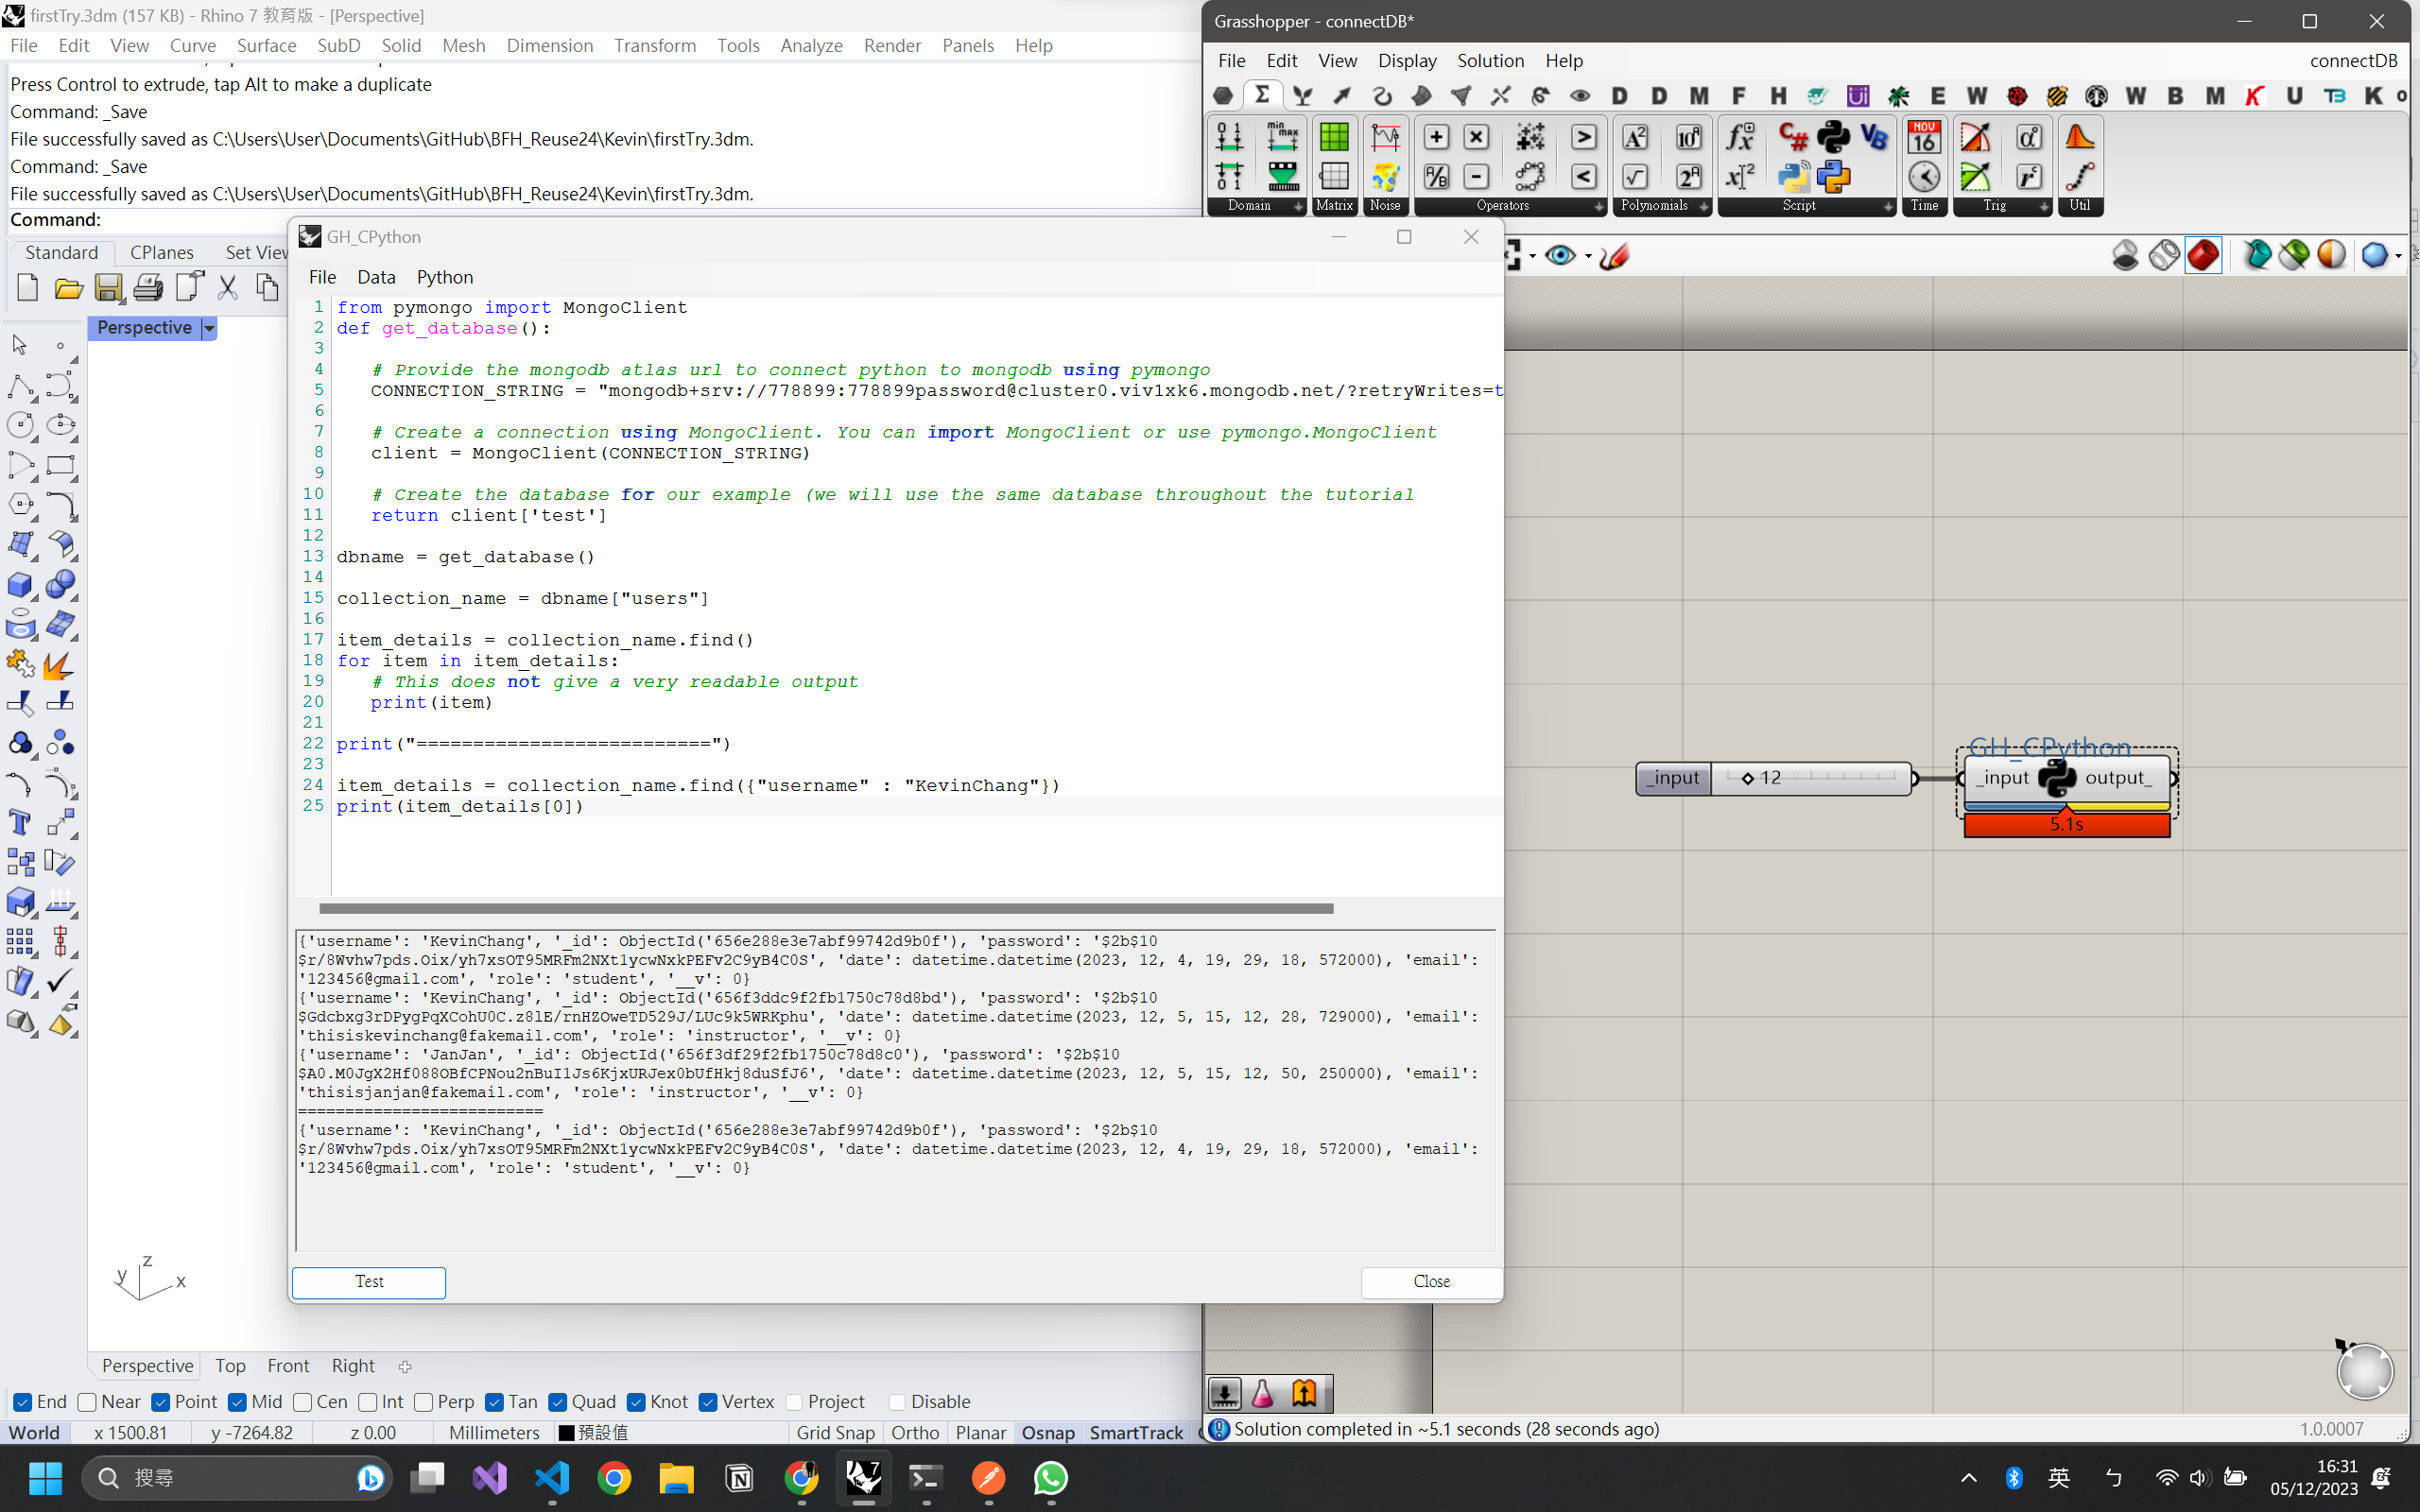 firstTry.3dm (157 KB) - Rhino 7 教育版 - [Perspective]
File Edit View Curve Surface SubD Solid Mesh Dimension Transform Tools Analyze Render Panels Help
Press Control to extrude, tap Alt to make a duplicate
Command: _Save
File successfully saved as C:\Users\User\Documents\GitHub\BFH_Reuse24\Kevin\firstTry.3dm.
Command: _Save
File successfully saved as C:\Users\User\Documents\GitHub\BFH_Reuse24\Kevin\firstTry.3dm.
Command:
Standard CPlanes Set View
Perspective
GH_CPython
File Data Python
1 from pymongo import MongoClient
2 def get_database():
3
4 # Provide the mongodb atlas url to connect python to mongodb using pymongo
5 CONNECTION_STRING = "mongodb+srv://778899:778899password@cluster0.viv1xk6.mongodb.net/?retryWrites=t
6
7 # Create a connection using MongoClient. You can import MongoClient or use pymongo.MongoClient
8 client = MongoClient(CONNECTION_STRING)
9
10 # Create the database for our example (we will use the same database throughout the tutorial
11 return client['test']
12
13 dbname = get_database()
14
15 collection_name = dbname["users"]
16
17 item_details = collection_name.find()
18 for item in item_details:
19 # This does not give a very readable output
20 print(item)
21
22 print("==========================")
23
24 item_details = collection_name.find({"username" : "KevinChang"})
25 print(item_details[0])
{'username': 'KevinChang', '_id': ObjectId('656e288e3e7abf99742d9b0f'), 'password': '$2b$10
$r/8Wvhw7pds.Oix/yh7xsOT95MRFm2NXt1ycwNxkPEFv2C9yB4C0S', 'date': datetime.datetime(2023, 12, 4, 19, 29, 18, 572000), 'email':
'123456@gmail.com', 'role': 'student', '__v': 0}
{'username': 'KevinChang', '_id': ObjectId('656f3ddc9f2fb1750c78d8bd'), 'password': '$2b$10
$Gdcbxg3rDPygPqXCohU0C.z8lE/rnHZOweTD529J/LUc9k5WRKphu', 'date': datetime.datetime(2023, 12, 5, 15, 12, 28, 729000), 'email':
'thisiskevinchang@fakemail.com', 'role': 'instructor', '__v': 0}
{'username': 'JanJan', '_id': ObjectId('656f3df29f2fb1750c78d8c0'), 'password': '$2b$10
$A0.M0JgX2Hf088OBfCPNou2nBuI1Js6KjxURJex0bUfHkj8duSfJ6', 'date': datetime.datetime(2023, 12, 5, 15, 12, 50, 250000), 'email':
'thisisjanjan@fakemail.com', 'role': 'instructor', '__v': 0}
==========================
{'username': 'KevinChang', '_id': ObjectId('656e288e3e7abf99742d9b0f'), 'password': '$2b$10
$r/8Wvhw7pds.Oix/yh7xsOT95MRFm2NXt1ycwNxkPEFv2C9yB4C0S', 'date': datetime.datetime(2023, 12, 4, 19, 29, 18, 572000), 'email':
'123456@gmail.com', 'role': 'student', '__v': 0}
Test Close
z
y x
Perspective Top Front Right
End Near Point Mid Cen Int Perp Tan Quad Knot Vertex Project Disable
World x 1500.81 y -7264.82 z 0.00 Millimeters 預設值 Grid Snap Ortho Planar Osnap SmartTrack
Grasshopper - connectDB*
File Edit View Display Solution Help connectDB
D D M F H Ui E W W B M K U T3 K
Domain Matrix Noise Operators Polynomials Script Time Trig Util
GH_CPython
_input 12
_input output_
5.1s
Solution completed in ~5.1 seconds (28 seconds ago) 1.0.0007
搜尋
英 ㄅ
16:31
05/12/2023